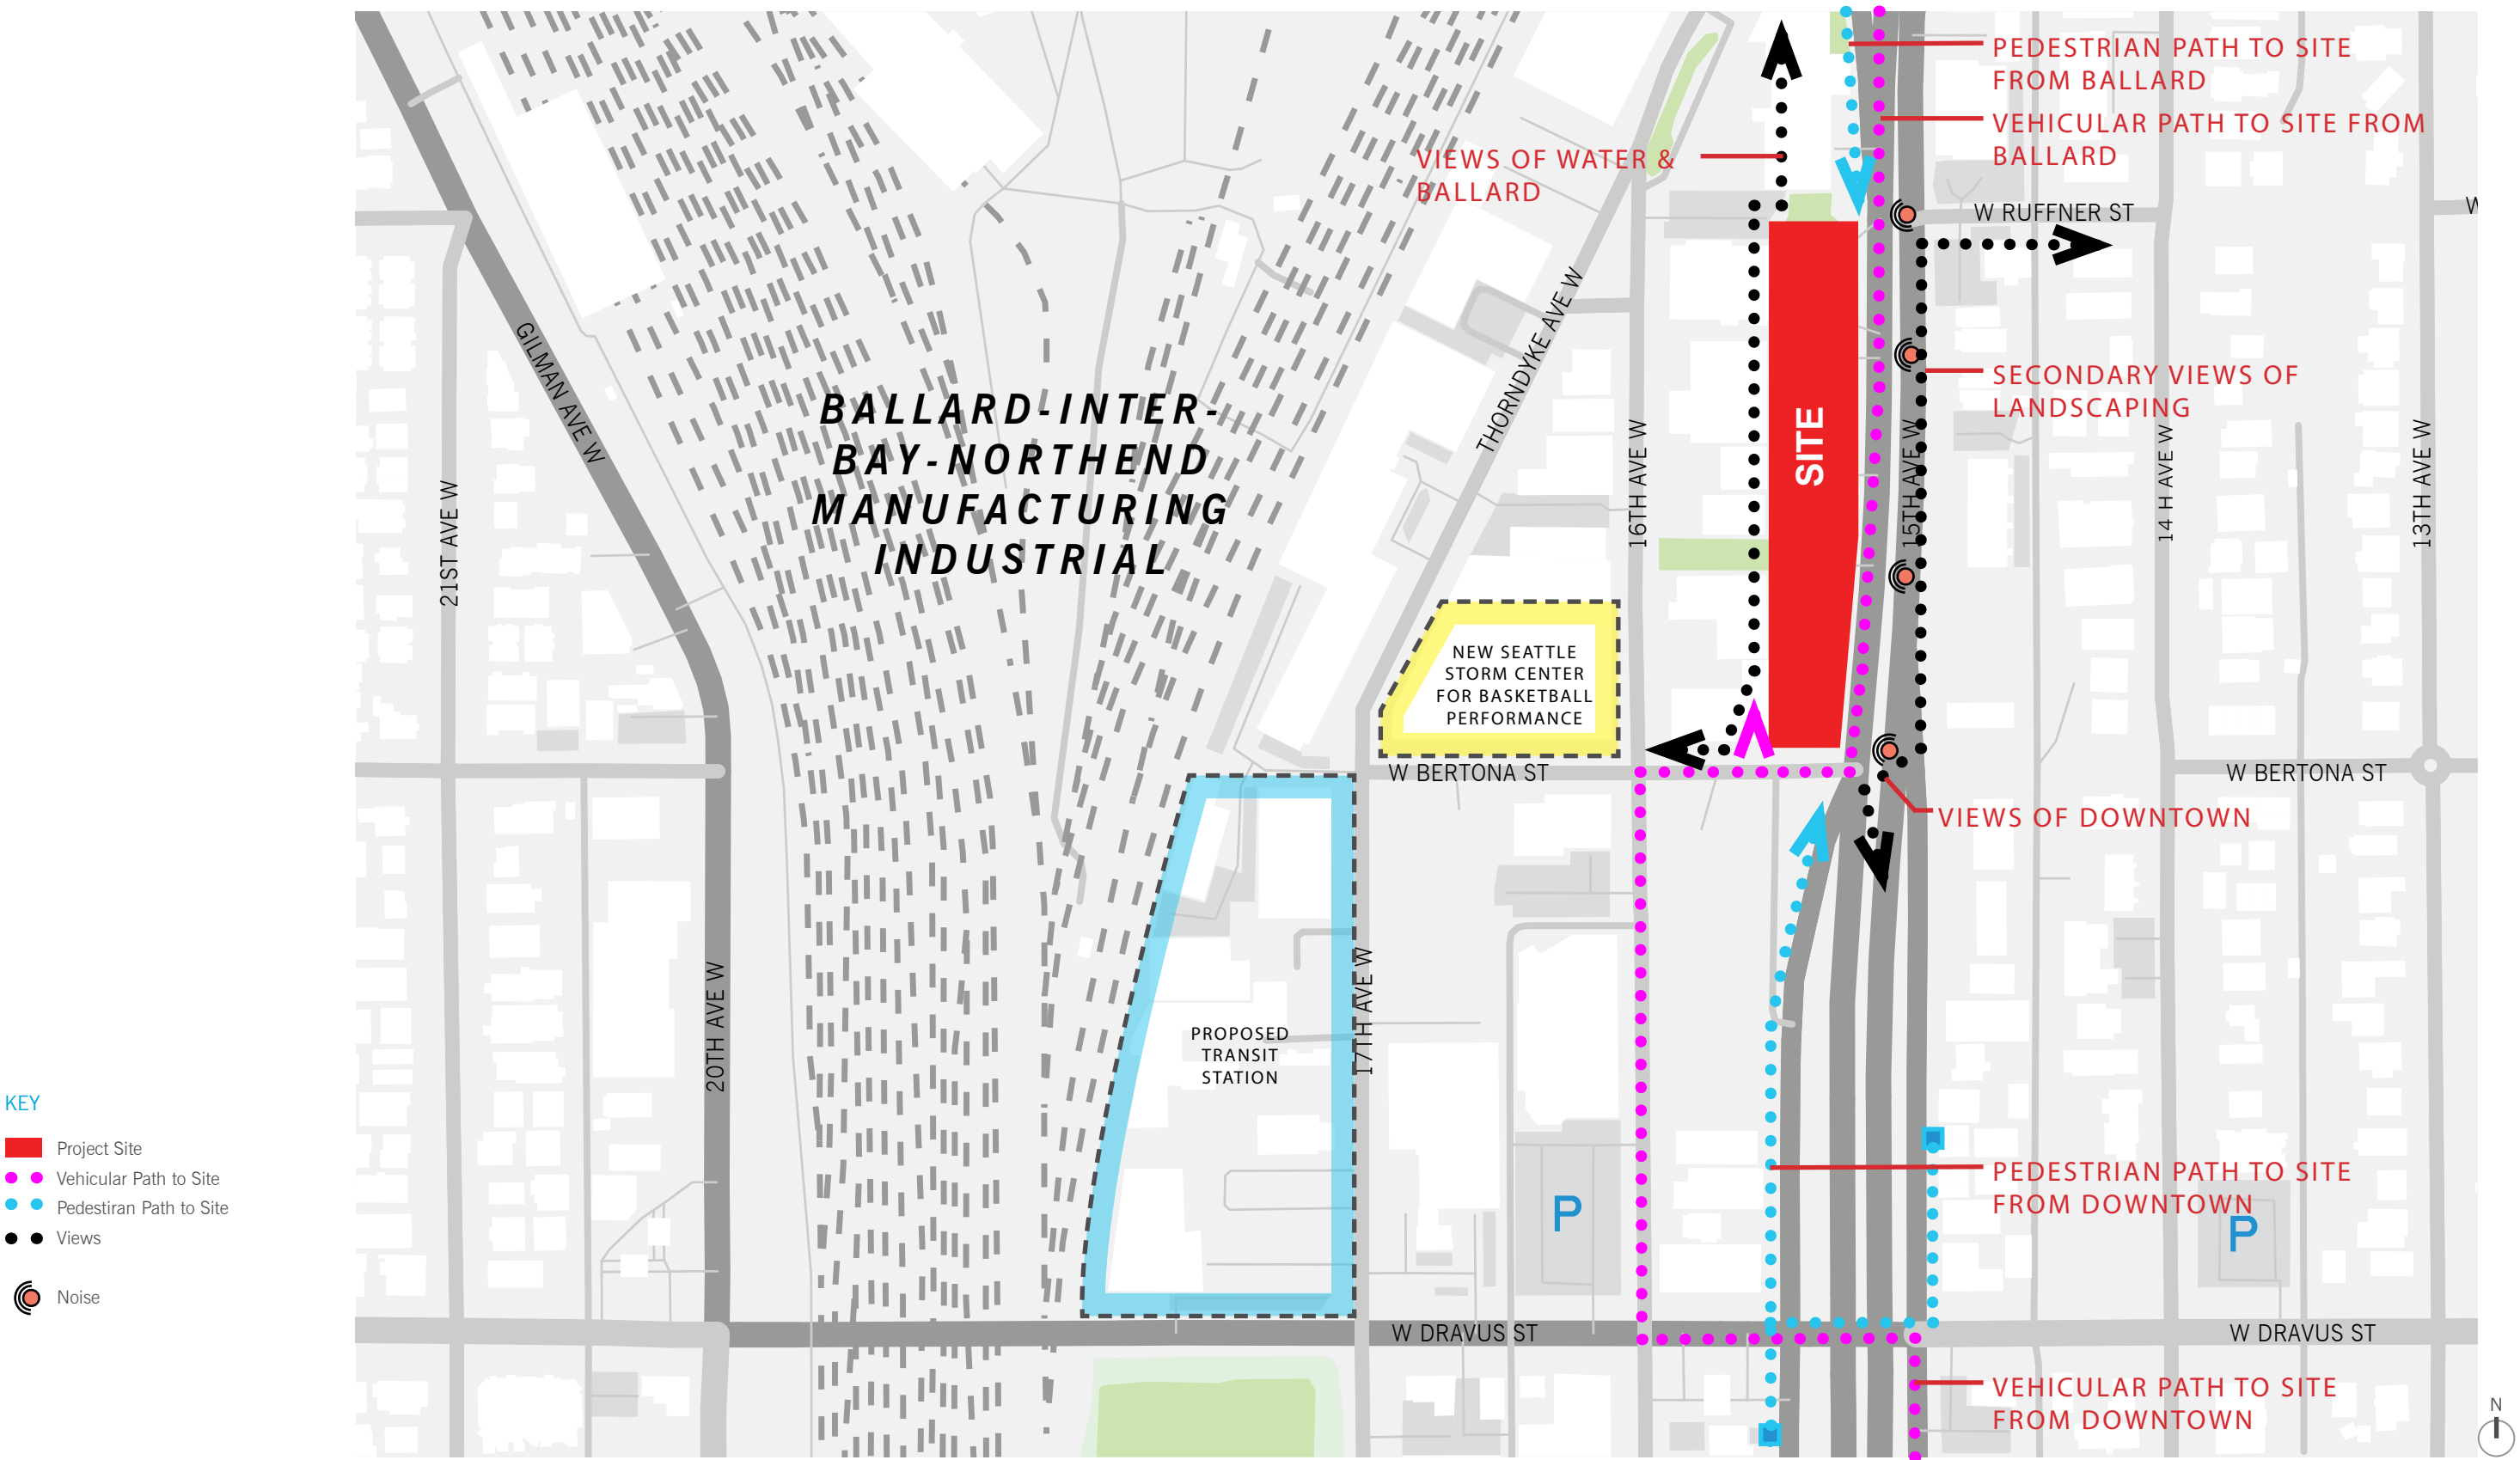 PEDESTRIAN PATH TO SITE
FROM BALLARD
VEHICULAR PATH TO SITE FROM
BALLARD
VIEWS OF WATER &
BALLARD
W RUFFNER ST
W
GILMAN AVE W
THORNDYKE AVE W
SECONDARY VIEWS OF
LANDSCAPING
BALLARD-INTER-
BAY-NORTHEND
MANUFACTURING
INDUSTRIAL
SITE
21ST AVE W
16TH AVE W
15TH AVE W
14 H AVE W
13TH AVE W
NEW SEATTLE
STORM CENTER
FOR BASKETBALL
PERFORMANCE
W BERTONA ST
W BERTONA ST
VIEWS OF DOWNTOWN
20TH AVE W
17TH AVE W
PROPOSED
TRANSIT
STATION
PEDESTRIAN PATH TO SITE
FROM DOWNTOWN
P
P
W DRAVUS ST
W DRAVUS ST
VEHICULAR PATH TO SITE
FROM DOWNTOWN
KEY
Project Site
Vehicular Path to Site
Pedestiran Path to Site
Views
Noise
N